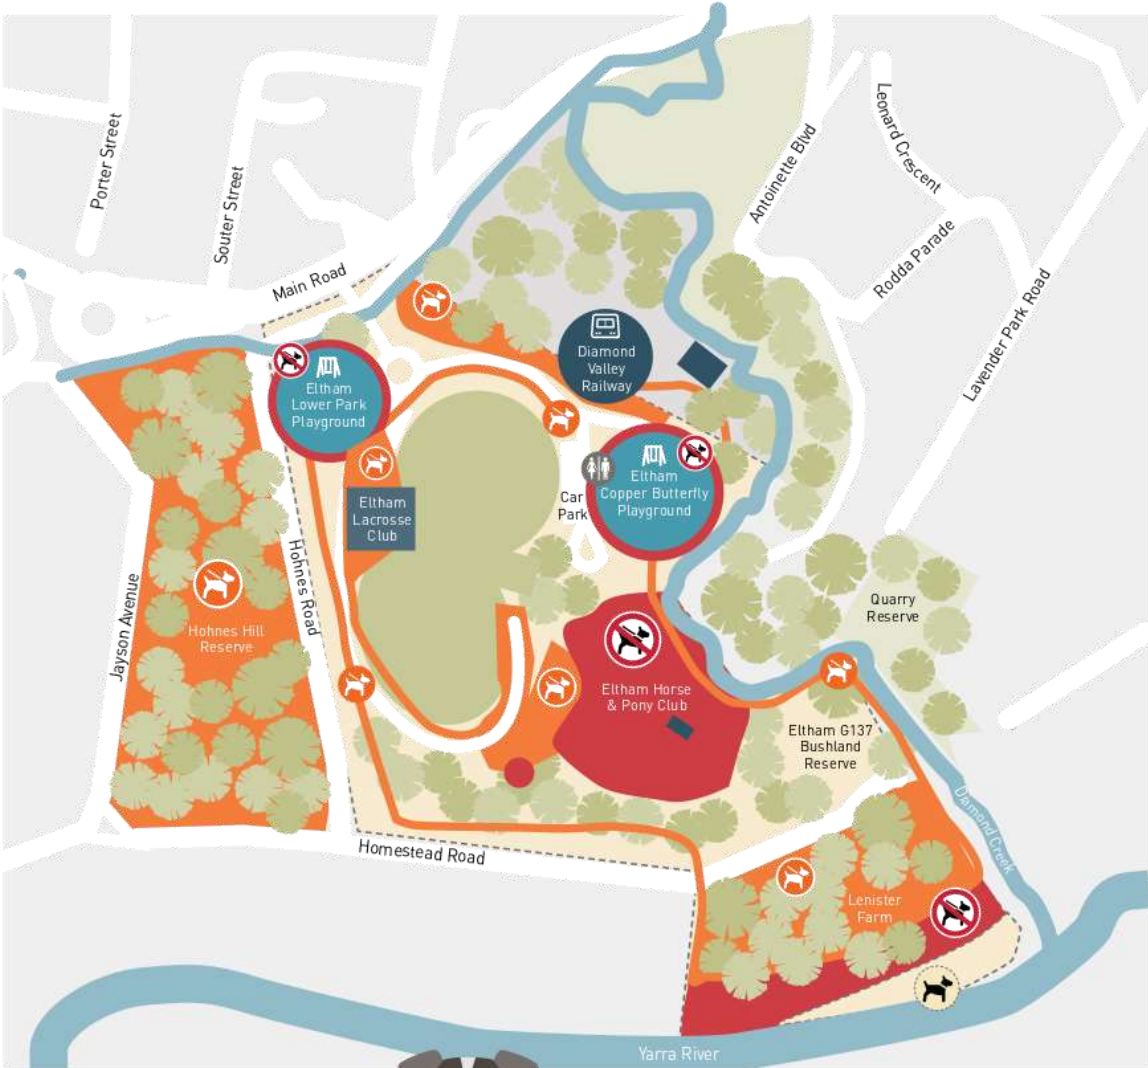 Porter Street
Souter Street
Main Road
Antoinette Blvd
Leonard Crescent
Rodda Parade
Lavender Park Road
Diamond
Valley
Railway
Eltham
Lower Park
Playground
Eltham
Copper Butterfly
Playground
Car
Park
Eltham
Lacrosse
Club
Hohnes Road
Jayson Avenue
Hohnes Hill
Reserve
Quarry
Reserve
Eltham Horse
& Pony Club
Eltham G137
Bushland
Reserve
Diamond Creek
Homestead Road
Lenister
Farm
Yarra River